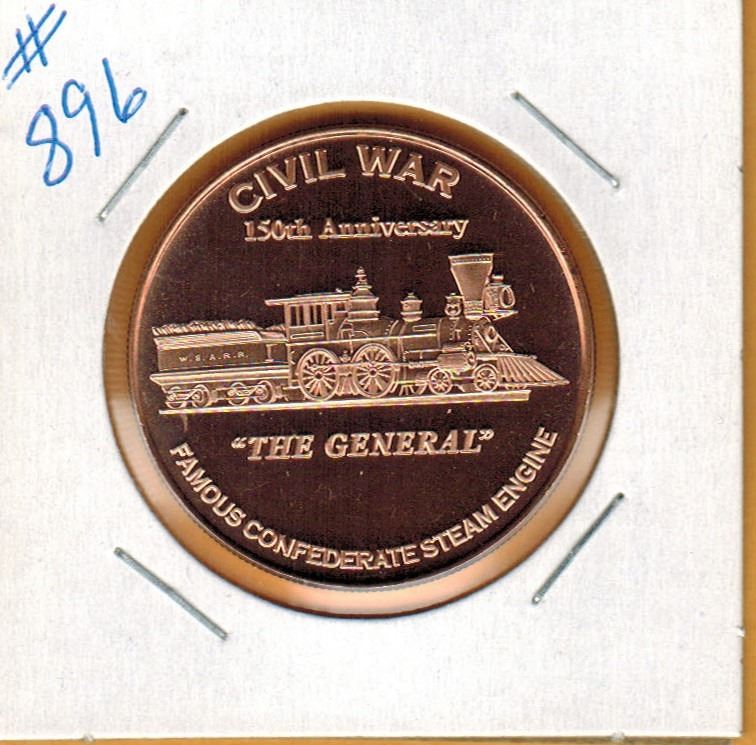 #
896
CIVIL WAR
150th Anniversary
W.&.A.R.R.
"THE GENERAL"
FAMOUS CONFEDERATE STEAM ENGINE